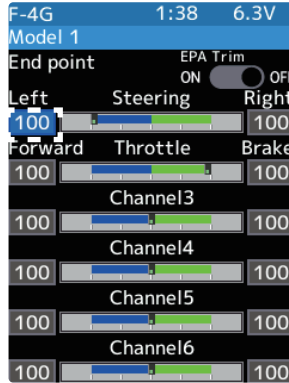 F-4G 1:38 6.3V
Model 1
End point EPA Trim
ON OFF
Left Steering Right
100 100
Forward Throttle Brake
100 100
Channel3
100 100
Channel4
100 100
Channel5
100 100
Channel6
100 100